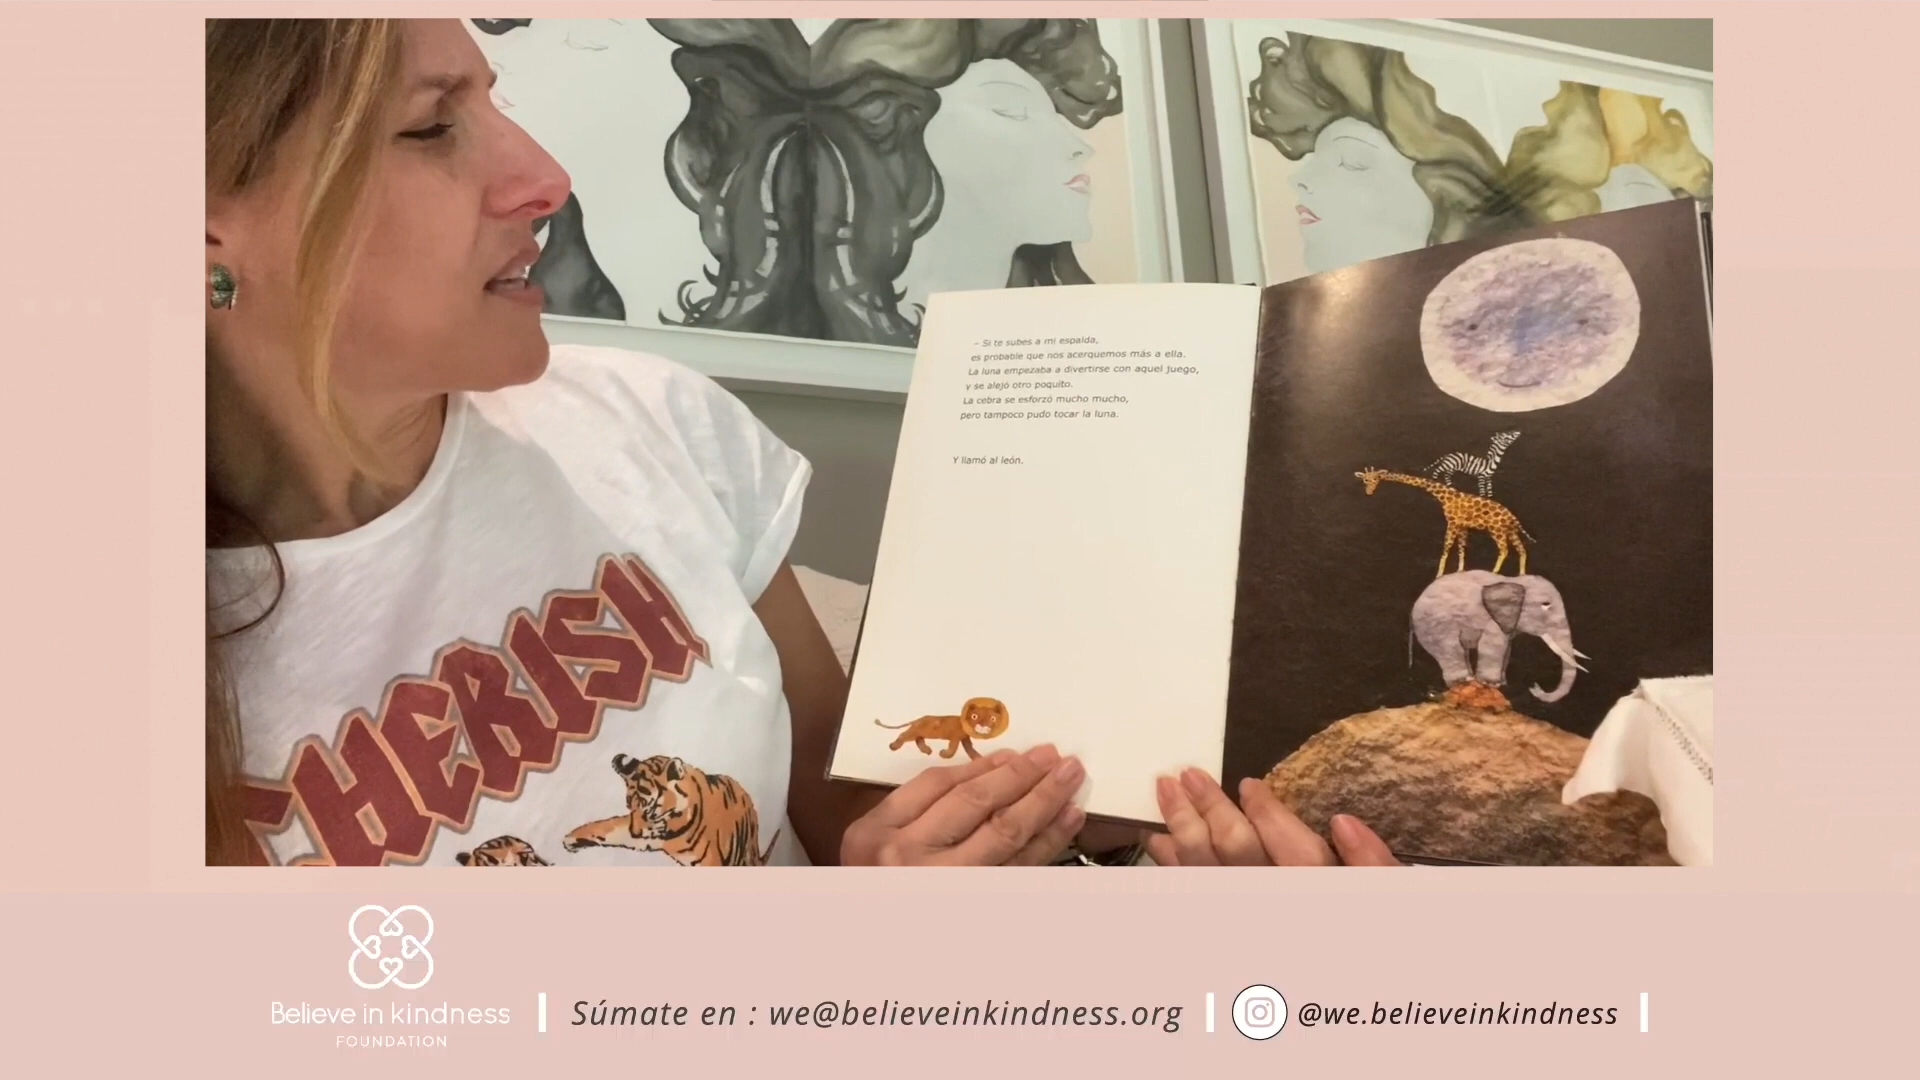 - Si te subes a mi espalda,
es probable que nos acerquemos más a ella.
La luna empezaba a divertirse con aquel juego,
y se alejó otro poquito.
La cebra se esforzó mucho mucho,
pero tampoco pudo tocar la luna.
Y llamó al león.
CHERISH
Believe in kindness
FOUNDATION
Súmate en : we@believeinkindness.org
@we.believeinkindness